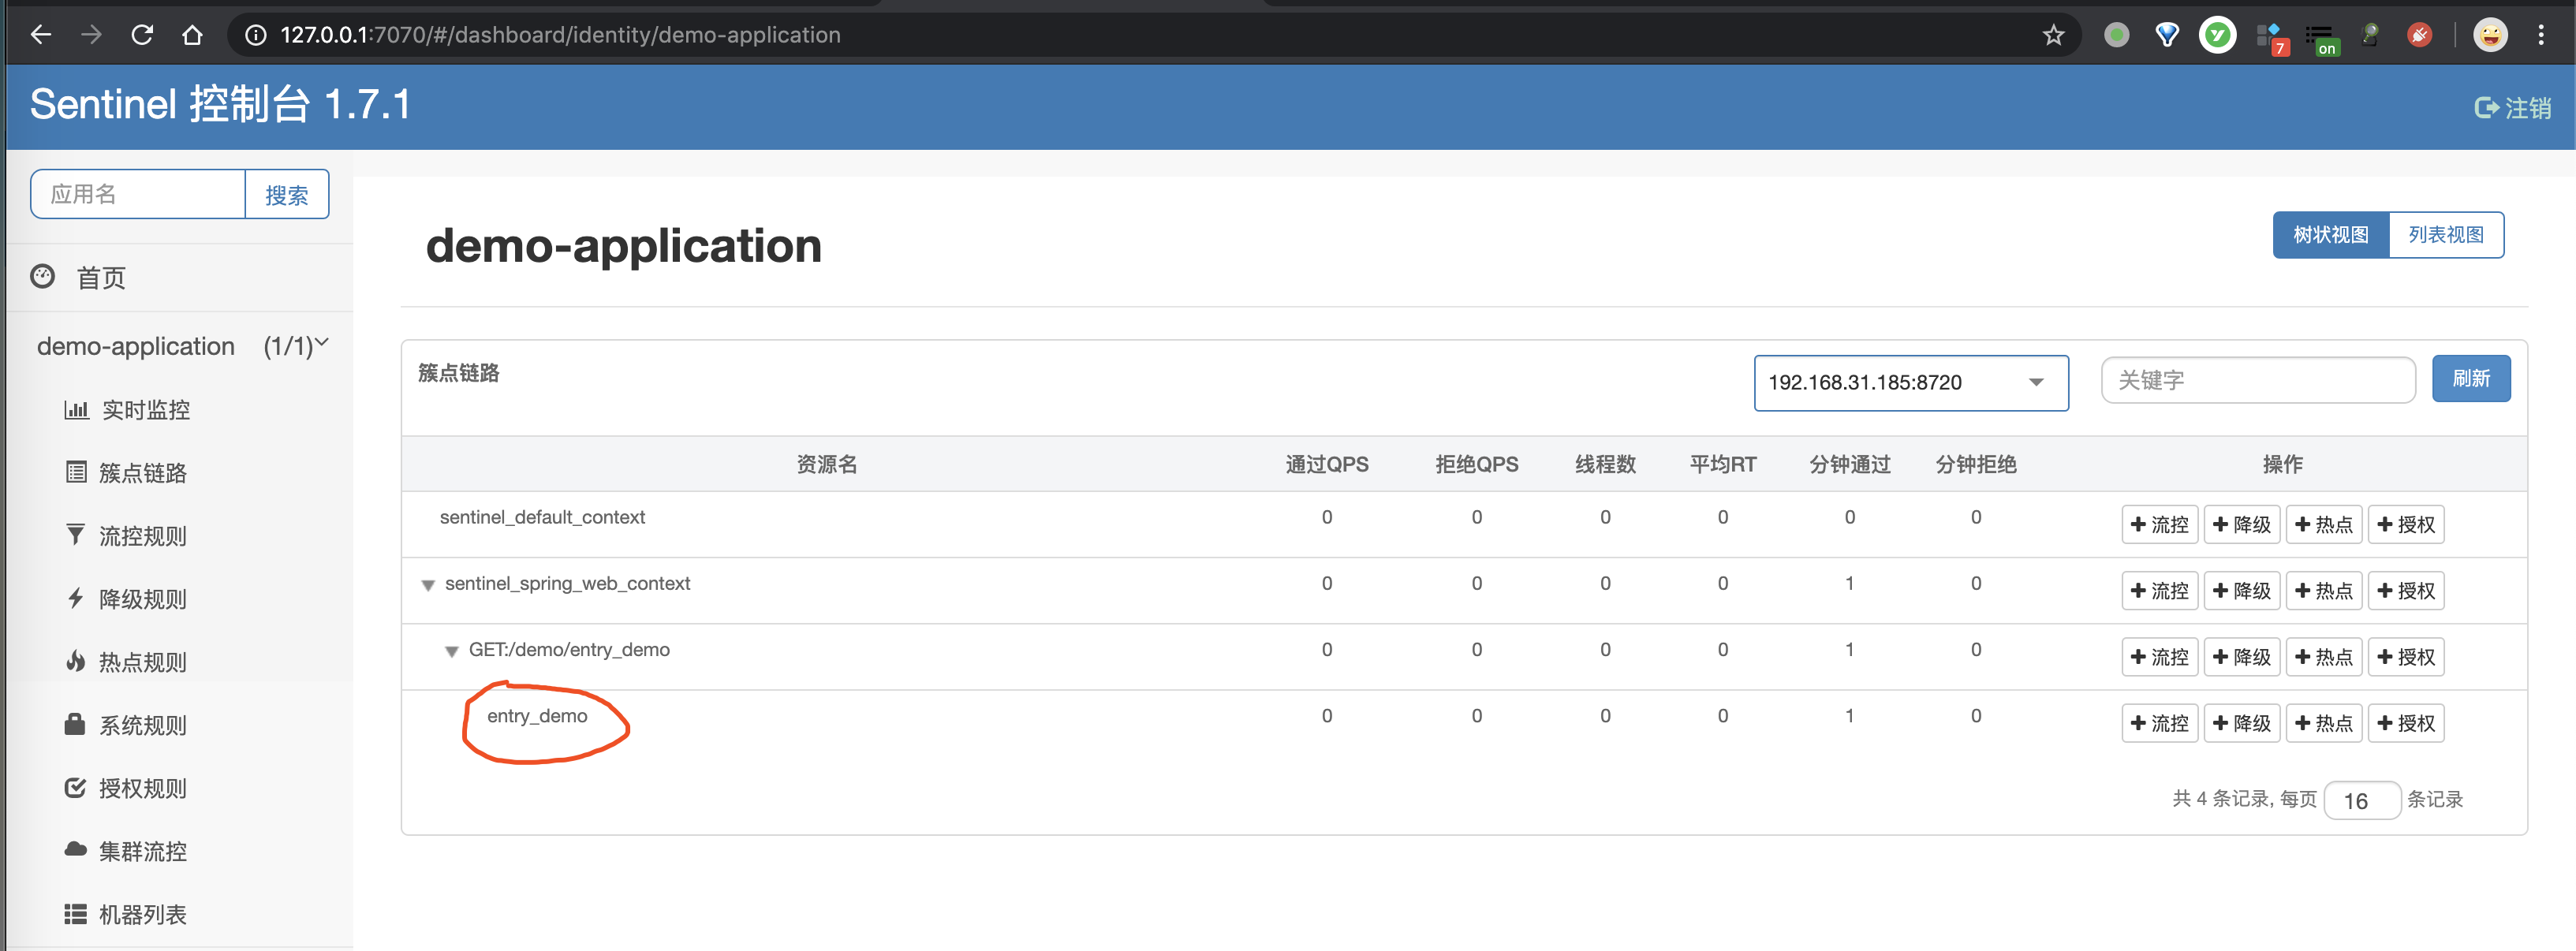 127.0.0.1:7070/#/dashboard/identity/demo-application
7
on
Sentinel 控制台 1.7.1
注销
应用名 搜索
首页
demo-application (1/1)
实时监控
簇点链路
流控规则
降级规则
热点规则
系统规则
授权规则
集群流控
机器列表
demo-application
树状视图 列表视图
簇点链路
192.168.31.185:8720
关键字
刷新
资源名 通过QPS 拒绝QPS 线程数 平均RT 分钟通过 分钟拒绝 操作
sentinel_default_context 0 0 0 0 0 0 流控 降级 热点 授权
sentinel_spring_web_context 0 0 0 0 1 0 流控 降级 热点 授权
GET:/demo/entry_demo 0 0 0 0 1 0 流控 降级 热点 授权
entry_demo 0 0 0 0 1 0 流控 降级 热点 授权
共 4 条记录, 每页 16 条记录